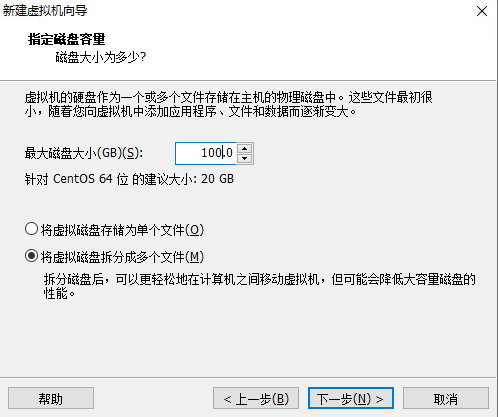 新建虚拟机向导
指定磁盘容量
磁盘大小为多少?
虚拟机的硬盘作为一个或多个文件存储在主机的物理磁盘中。这些文件最初很
小，随着您向虚拟机中添加应用程序、文件和数据而逐渐变大。
最大磁盘大小(GB)(S): 100.0
针对 CentOS 64 位 的建议大小: 20 GB
将虚拟磁盘存储为单个文件(O)
将虚拟磁盘拆分成多个文件(M)
拆分磁盘后，可以更轻松地在计算机之间移动虚拟机，但可能会降低大容量磁盘的
性能。
帮助 < 上一步(B) 下一步(N) > 取消